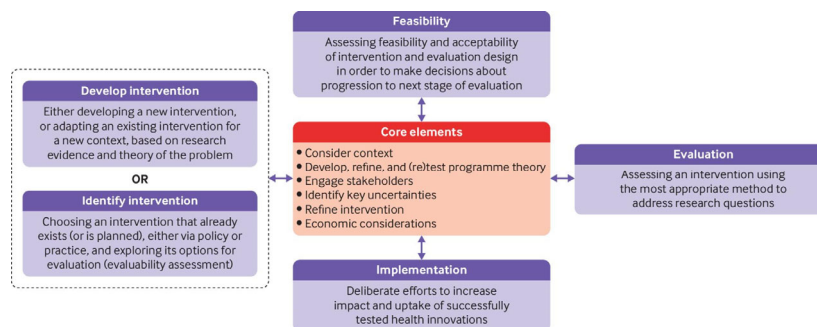 Feasibility
Assessing feasibility and acceptability
of intervention and evaluation design
in order to make decisions about
progression to next stage of evaluation
Develop intervention
Either developing a new intervention,
or adapting an existing intervention for
a new context, based on research
evidence and theory of the problem
OR
Identify intervention
Choosing an intervention that already
exists (or is planned), either via policy or
practice, and exploring its options for
evaluation (evaluability assessment)
Core elements
• Consider context
• Develop, refine, and (re)test programme theory
• Engage stakeholders
• Identify key uncertainties
• Refine intervention
• Economic considerations
Evaluation
Assessing an intervention using
the most appropriate method to
address research questions
Implementation
Deliberate efforts to increase
impact and uptake of successfully
tested health innovations